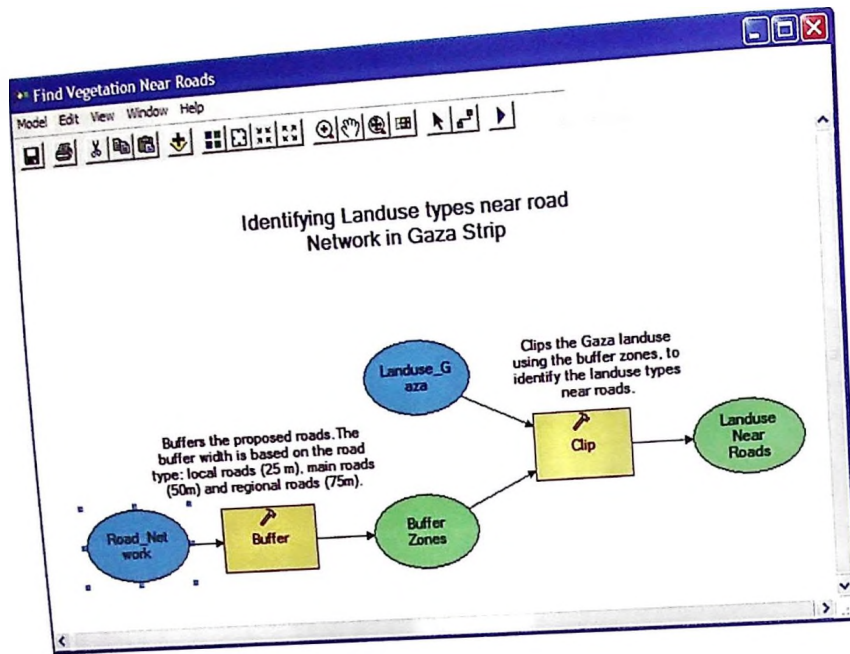 Find Vegetation Near Roads
Model Edit View Window Help
Identifying Landuse types near road
Network in Gaza Strip
Landuse_G
aza
Clips the Gaza landuse
using the buffer zones, to
identify the landuse types
near roads.
Clip
Landuse
Near
Roads
Buffers the proposed roads. The
buffer width is based on the road
type: local roads (25 m), main roads
(50m) and regional roads (75m).
Road_Net
work
Buffer
Buffer
Zones